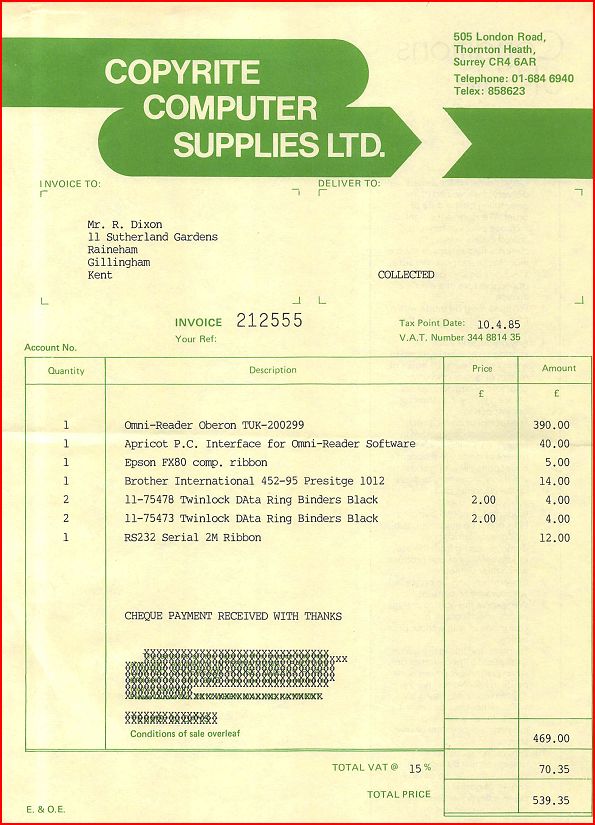 COPYRITE
COMPUTER
SUPPLIES LTD.
505 London Road,
Thornton Heath,
Surrey CR4 6AR
Telephone: 01-684 6940
Telex: 858623
INVOICE TO:
DELIVER TO:
Mr. R. Dixon
11 Sutherland Gardens
Raineham
Gillingham
Kent
COLLECTED
INVOICE 212555
Your Ref:
Tax Point Date: 10.4.85
V.A.T. Number 344 8814 35
Account No.
Quantity Description Price Amount
£ £
1 Omni-Reader Oberon TUK-200299 390.00
1 Apricot P.C. Interface for Omni-Reader Software 40.00
1 Epson FX80 comp. ribbon 5.00
1 Brother International 452-95 Presitge 1012 14.00
2 11-75478 Twinlock DAta Ring Binders Black 2.00 4.00
2 11-75473 Twinlock DAta Ring Binders Black 2.00 4.00
1 RS232 Serial 2M Ribbon 12.00
CHEQUE PAYMENT RECEIVED WITH THANKS
Conditions of sale overleaf
469.00
TOTAL VAT @ 15 % 70.35
TOTAL PRICE 539.35
E. & O.E.